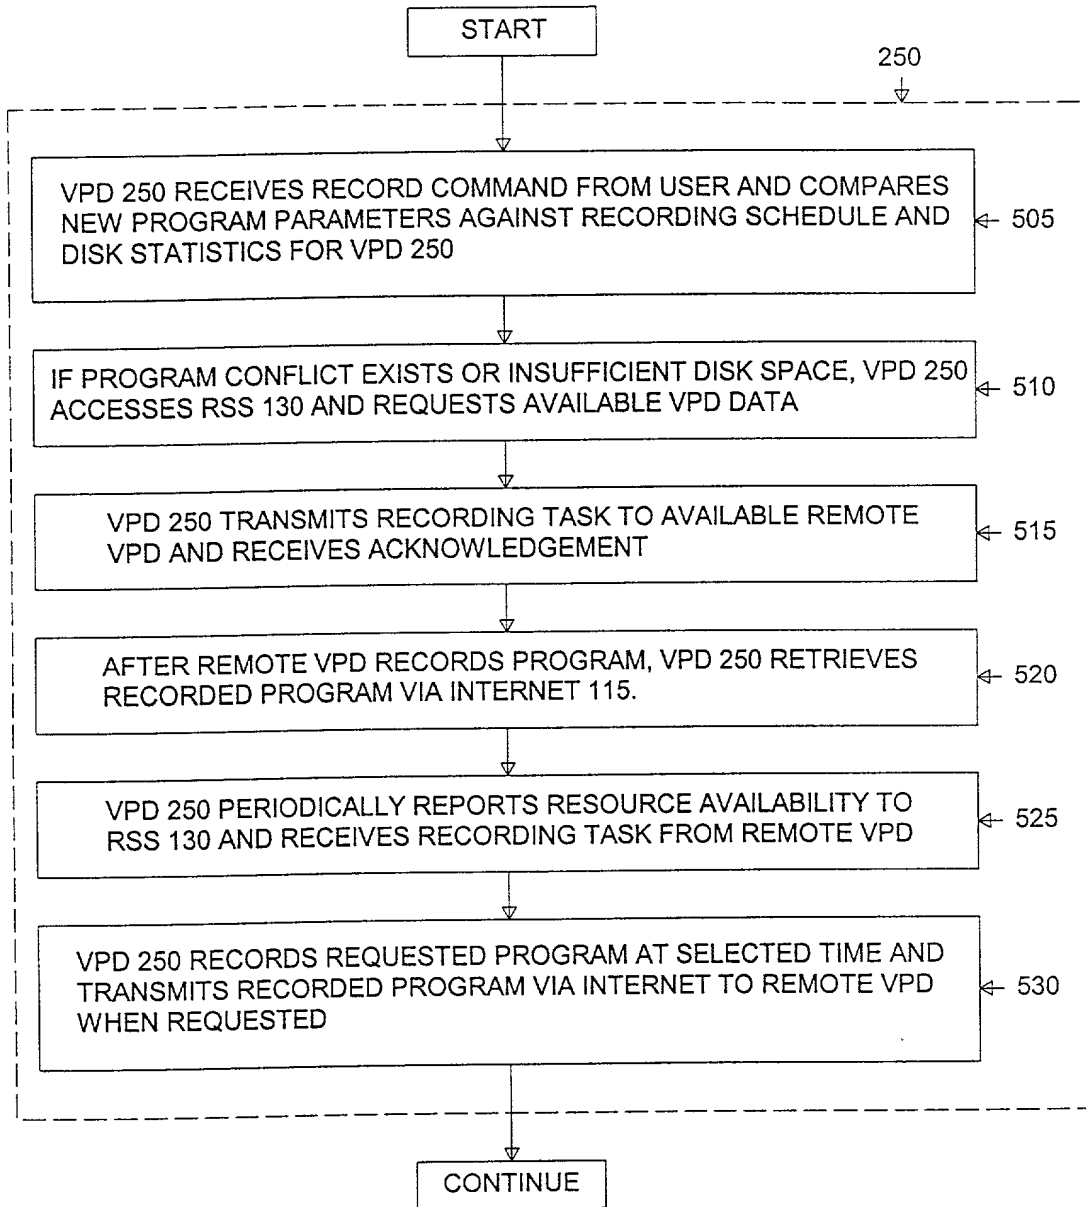 START
250
VPD 250 RECEIVES RECORD COMMAND FROM USER AND COMPARES
NEW PROGRAM PARAMETERS AGAINST RECORDING SCHEDULE AND
DISK STATISTICS FOR VPD 250
505
IF PROGRAM CONFLICT EXISTS OR INSUFFICIENT DISK SPACE, VPD 250
ACCESSES RSS 130 AND REQUESTS AVAILABLE VPD DATA
510
VPD 250 TRANSMITS RECORDING TASK TO AVAILABLE REMOTE
VPD AND RECEIVES ACKNOWLEDGEMENT
515
AFTER REMOTE VPD RECORDS PROGRAM, VPD 250 RETRIEVES
RECORDED PROGRAM VIA INTERNET 115.
520
VPD 250 PERIODICALLY REPORTS RESOURCE AVAILABILITY TO
RSS 130 AND RECEIVES RECORDING TASK FROM REMOTE VPD
525
VPD 250 RECORDS REQUESTED PROGRAM AT SELECTED TIME AND
TRANSMITS RECORDED PROGRAM VIA INTERNET TO REMOTE VPD
WHEN REQUESTED
530
CONTINUE